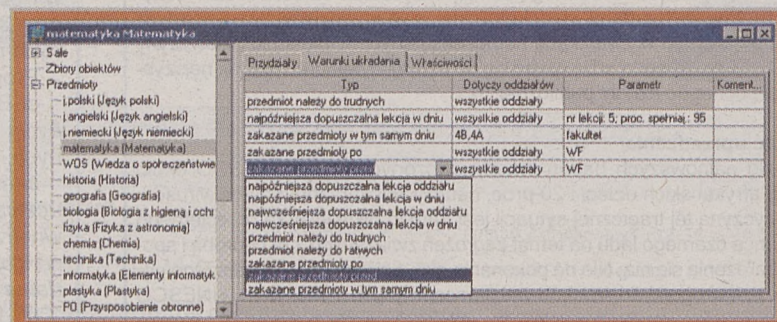 matematyka Matematyka
Sale
Zbiory obiektów
Przedmioty
j.polski (Język polski)
j.angielski (Język angielski)
j.niemiecki (Język niemiecki)
matematyka (Matematyka)
WOS (Wiedza o społeczeństwie
historia (Historia)
geografia (Geografia)
biologia (Biologia z higieną i ochr
fizyka (Fizyka z astronomią)
chemia (Chemia)
technika (Technika)
informatyka (Elementy informatyk
plastyka (Plastyka)
PO (Przysposobienie obronne)
Przydziały Warunki układania Właściwości
Typ Dotyczy oddziałów Parametr Koment...
przedmiot należy do trudnych wszystkie oddziały
najpóźniejsza dopuszczalna lekcja w dniu wszystkie oddziały nr lekcji: 5; proc. spełniaj.: 95
zakazane przedmioty w tym samym dniu 4B,4A fakultet
zakazane przedmioty po wszystkie oddziały WF
zakazane przedmioty przed wszystkie oddziały WF
najpóźniejsza dopuszczalna lekcja oddziału
najpóźniejsza dopuszczalna lekcja w dniu
najwcześniejsza dopuszczalna lekcja oddziału
najwcześniejsza dopuszczalna lekcja w dniu
przedmiot należy do trudnych
przedmiot należy do łatwych
zakazane przedmioty po
zakazane przedmioty przed
zakazane przedmioty w tym samym dniu